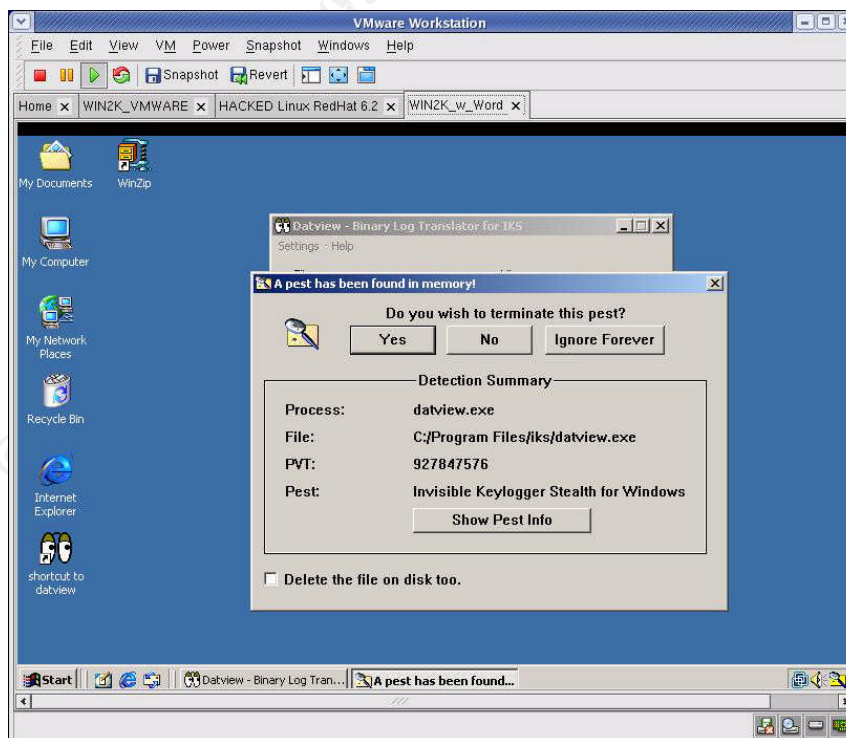 VMware Workstation
File Edit View VM Power Snapshot Windows Help
Snapshot Revert
Home WIN2K_VMWARE HACKED Linux RedHat 6.2 WIN2K_w_Word
My Documents WinZip
My Computer
My Network Places
Recycle Bin
Internet Explorer
shortcut to datview
Datview - Binary Log Translator for IKS
Settings Help
A pest has been found in memory!
Do you wish to terminate this pest?
Yes No Ignore Forever
Detection Summary
Process: datview.exe
File: C:/Program Files/iks/datview.exe
PVT: 927847576
Pest: Invisible Keylogger Stealth for Windows
Show Pest Info
Delete the file on disk too.
Start Datview - Binary Log Tran... A pest has been found...